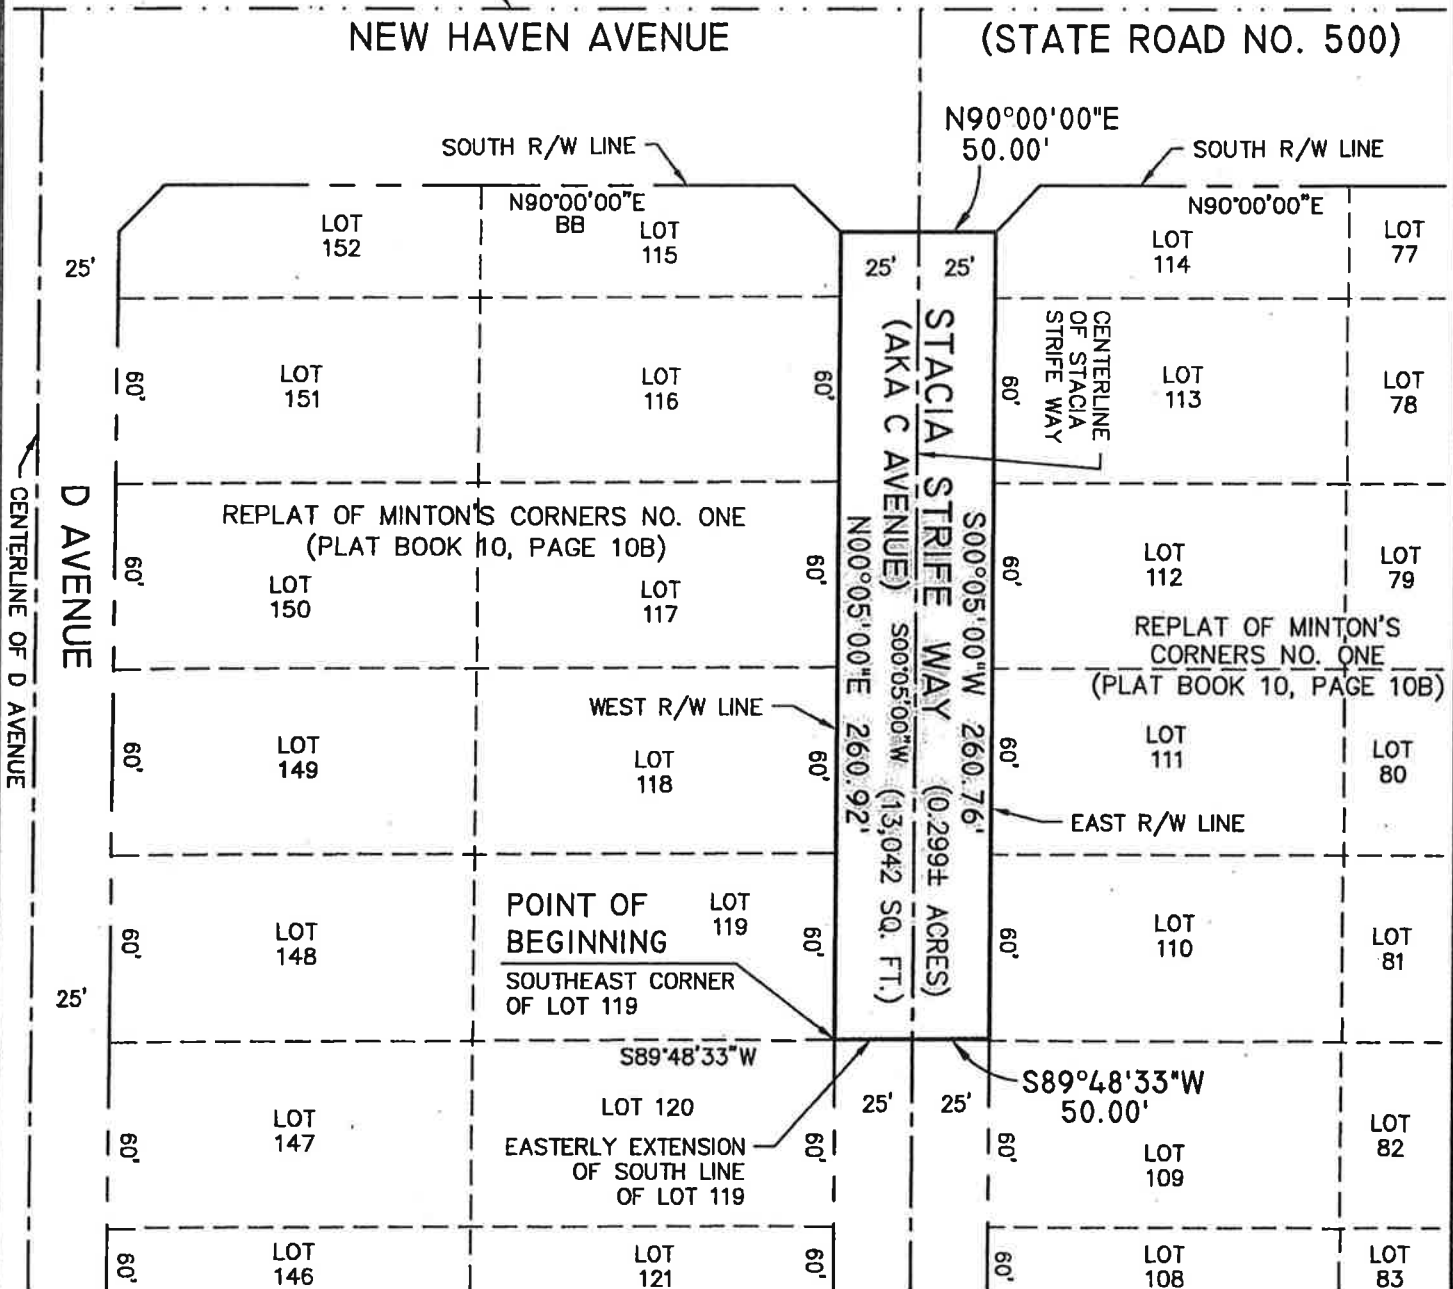 NEW HAVEN AVENUE
(STATE ROAD NO. 500)
N90°00'00"E
50.00'
SOUTH R/W LINE
SOUTH R/W LINE
N90°00'00"E
BB
N90°00'00"E
LOT
152
LOT
115
LOT
114
LOT
77
25'
25'
25'
CENTERLINE
OF STACIA
STRIFE WAY
LOT
151
LOT
116
LOT
113
LOT
78
60'
60'
60'
STACIA STRIFE WAY (0.299± ACRES)
(AKA C AVENUE) S00°05'00"W (13,042 SQ. FT.)
S00°05'00"W 260.76'
N00°05'00"E 260.92'
D AVENUE
CENTERLINE OF D AVENUE
REPLAT OF MINTON'S CORNERS NO. ONE
(PLAT BOOK 10, PAGE 10B)
60'
LOT
150
LOT
117
60'
60'
LOT
112
LOT
79
REPLAT OF MINTON'S
CORNERS NO. ONE
(PLAT BOOK 10, PAGE 10B)
WEST R/W LINE
60'
LOT
149
LOT
118
60'
60'
LOT
111
LOT
80
EAST R/W LINE
POINT OF
BEGINNING
SOUTHEAST CORNER
OF LOT 119
LOT
119
60'
LOT
148
60'
60'
LOT
110
LOT
81
25'
S89°48'33"W
S89°48'33"W
50.00'
25'
25'
LOT 120
LOT
147
60'
EASTERLY EXTENSION
OF SOUTH LINE
OF LOT 119
60'
60'
LOT
109
LOT
82
60'
LOT
146
LOT
121
60'
60'
LOT
108
LOT
83